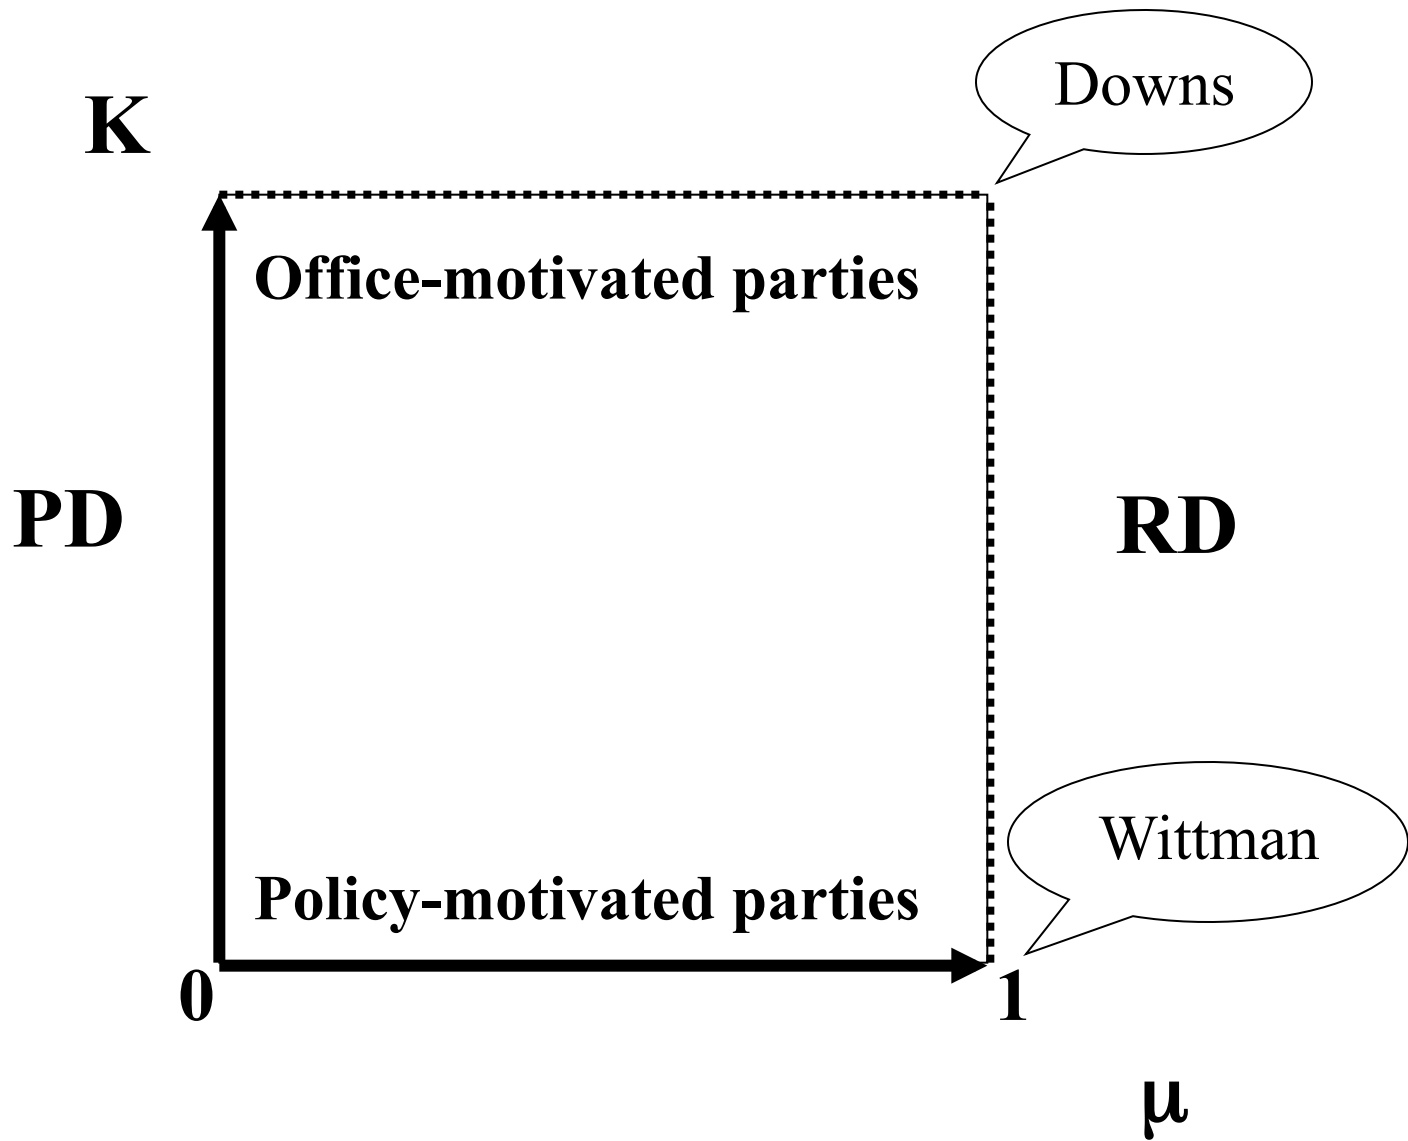 Downs
K
Office-motivated parties
PD
RD
Wittman
Policy-motivated parties
0
1
μ